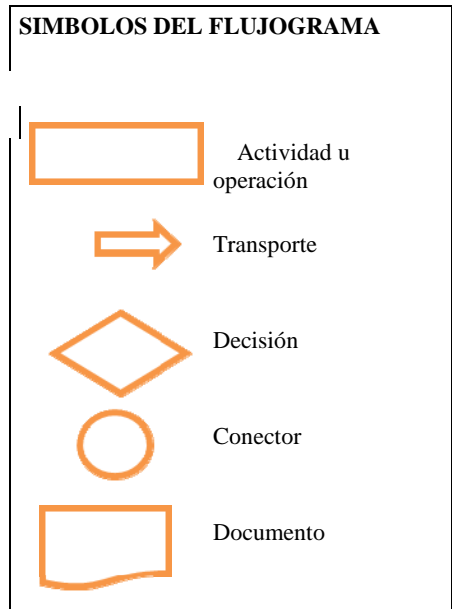 SIMBOLOS DEL FLUJOGRAMA
Actividad u
operación
Transporte
Decisión
Conector
Documento